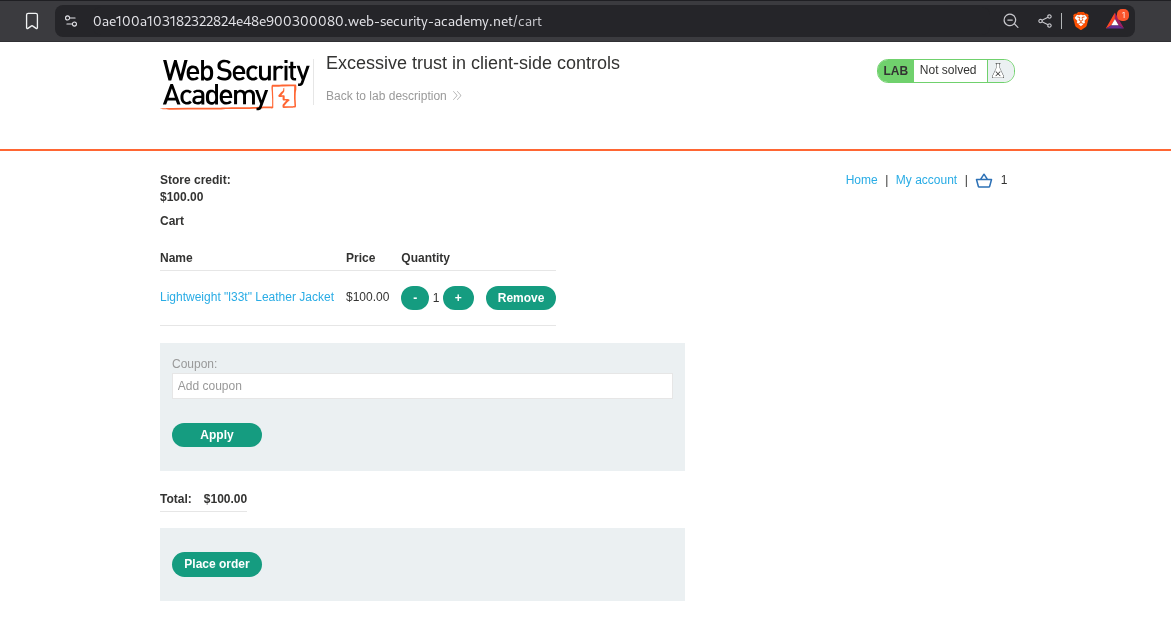 0ae100a103182322824e48e900300080.web-security-academy.net/cart
1
Web Security
Academy
Excessive trust in client-side controls
Back to lab description
LAB Not solved
Store credit:
$100.00
Home | My account | 1
Cart
Name Price Quantity
Lightweight "l33t" Leather Jacket $100.00 - 1 + Remove
Coupon:
Add coupon
Apply
Total: $100.00
Place order